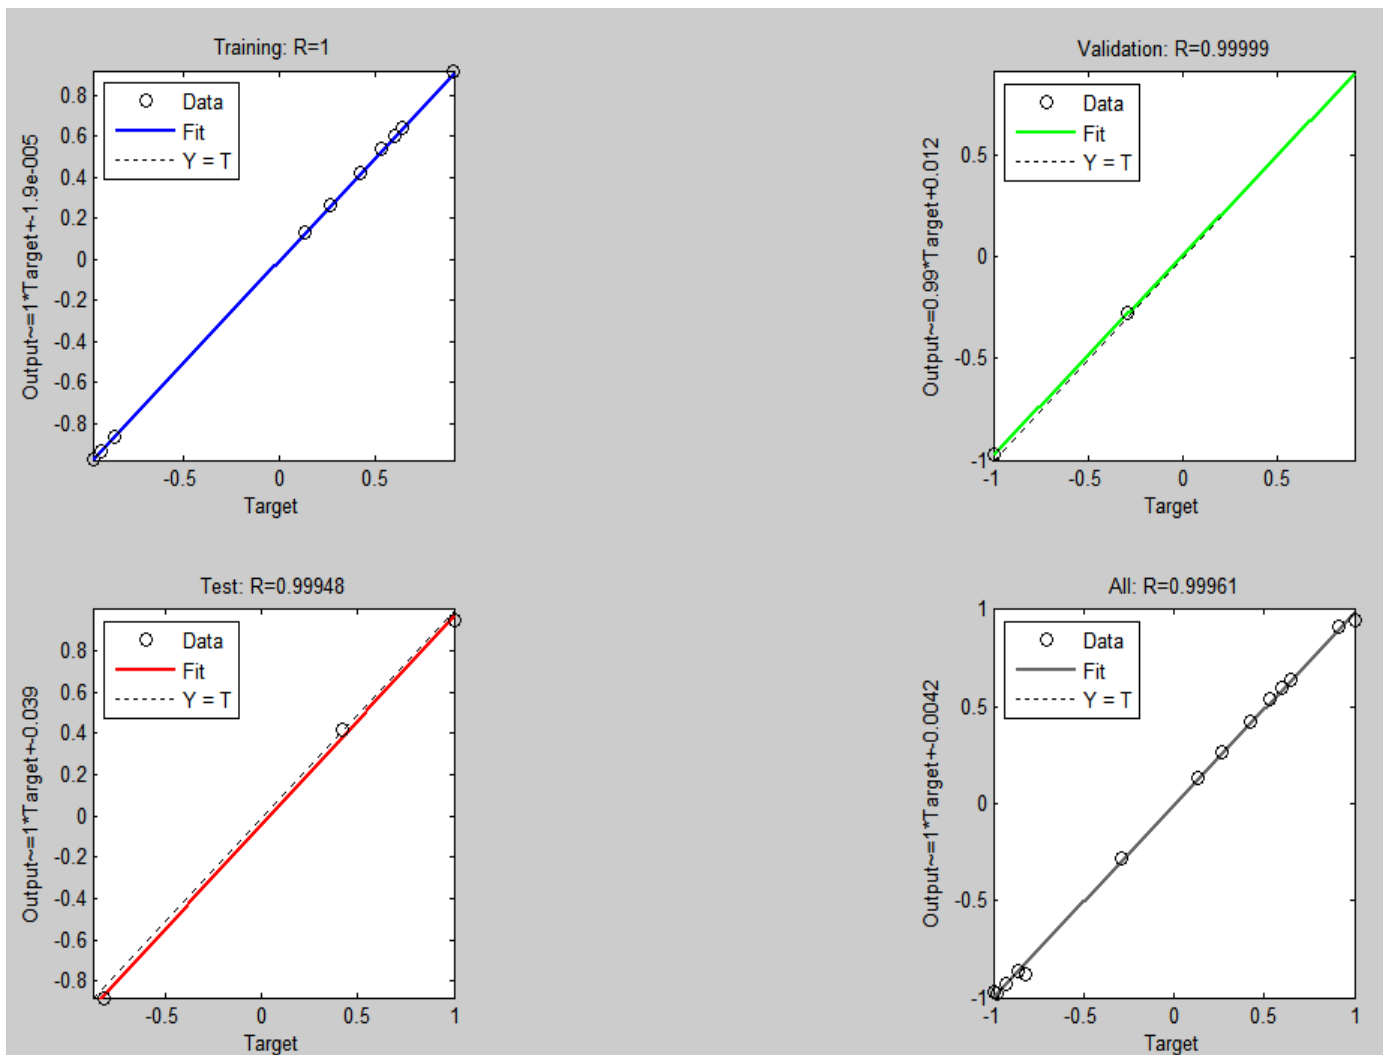 Training: R=1
Output~=1*Target+-1.9e-005
Data
Fit
Y = T
0.8
0.6
0.4
0.2
0
-0.2
-0.4
-0.6
-0.8
-0.5
0
0.5
Target
Validation: R=0.99999
Output~=0.99*Target+0.012
Data
Fit
Y = T
0.5
0
-0.5
-1
-1
-0.5
0
0.5
Target
Test: R=0.99948
Output~=1*Target+-0.039
Data
Fit
Y = T
0.8
0.6
0.4
0.2
0
-0.2
-0.4
-0.6
-0.8
-0.5
0
0.5
1
Target
All: R=0.99961
Output~=1*Target+-0.0042
Data
Fit
Y = T
1
0.5
0
-0.5
-1
-1
-0.5
0
0.5
1
Target